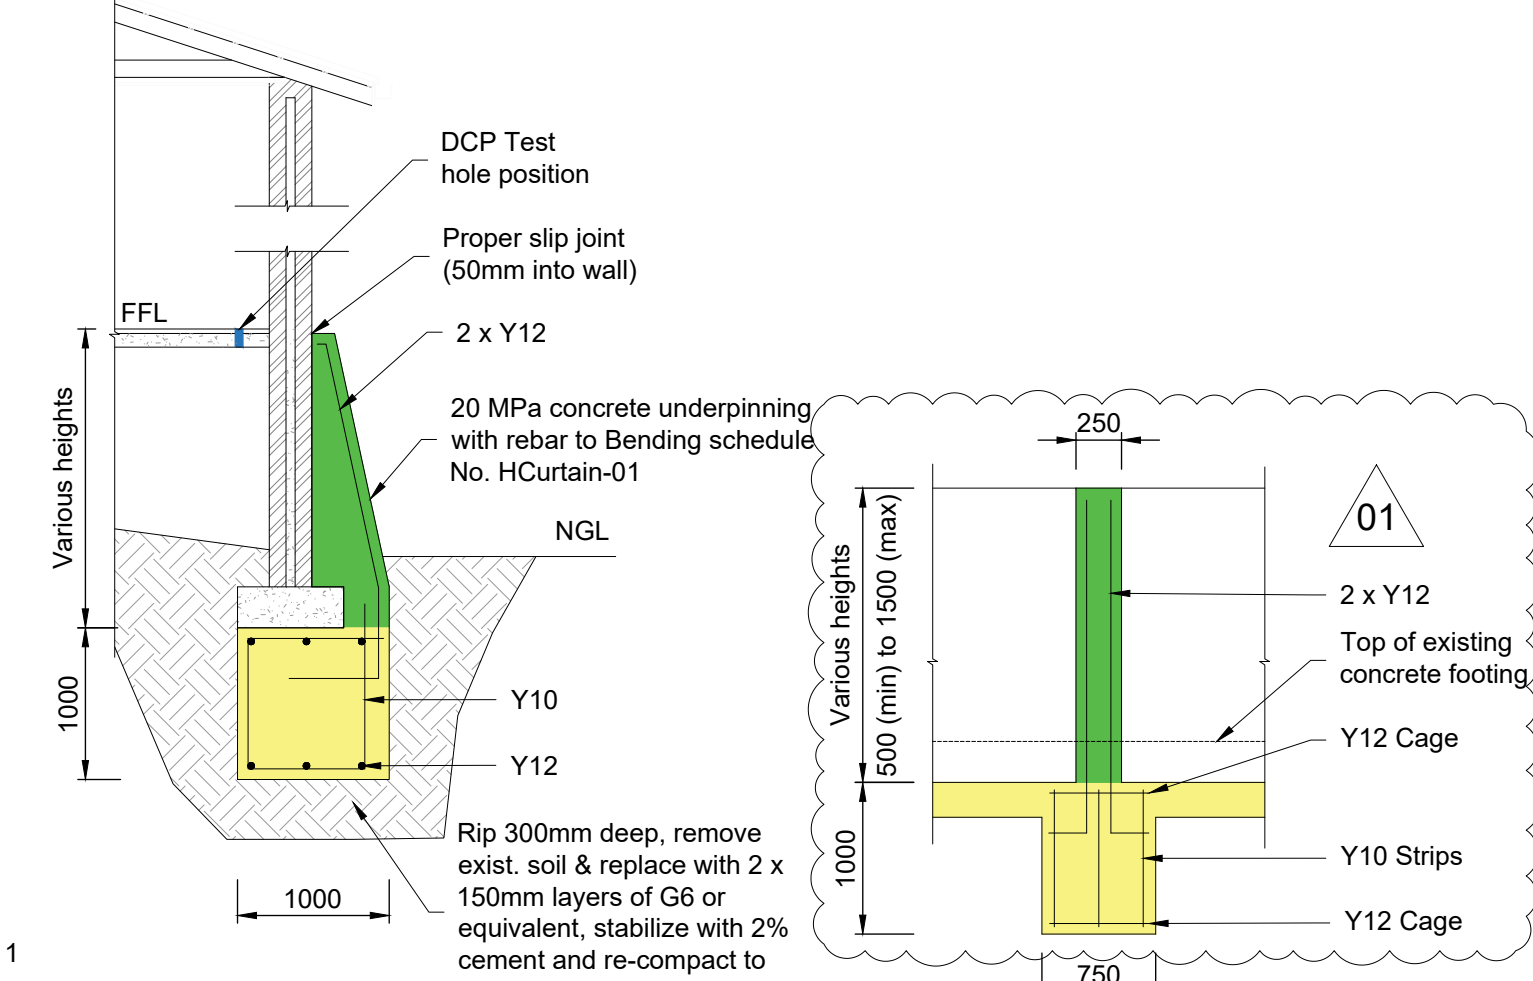 DCP Test
hole position
Proper slip joint
(50mm into wall)
FFL
2 x Y12
20 MPa concrete underpinning
with rebar to Bending schedule
No. HCurtain-01
NGL
Various heights
1000
Y10
Y12
Rip 300mm deep, remove
exist. soil & replace with 2 x
150mm layers of G6 or
equivalent, stabilize with 2%
cement and re-compact to
1000
1
250
01
Various heights
500 (min) to 1500 (max)
2 x Y12
Top of existing
concrete footing
Y12 Cage
1000
Y10 Strips
Y12 Cage
750